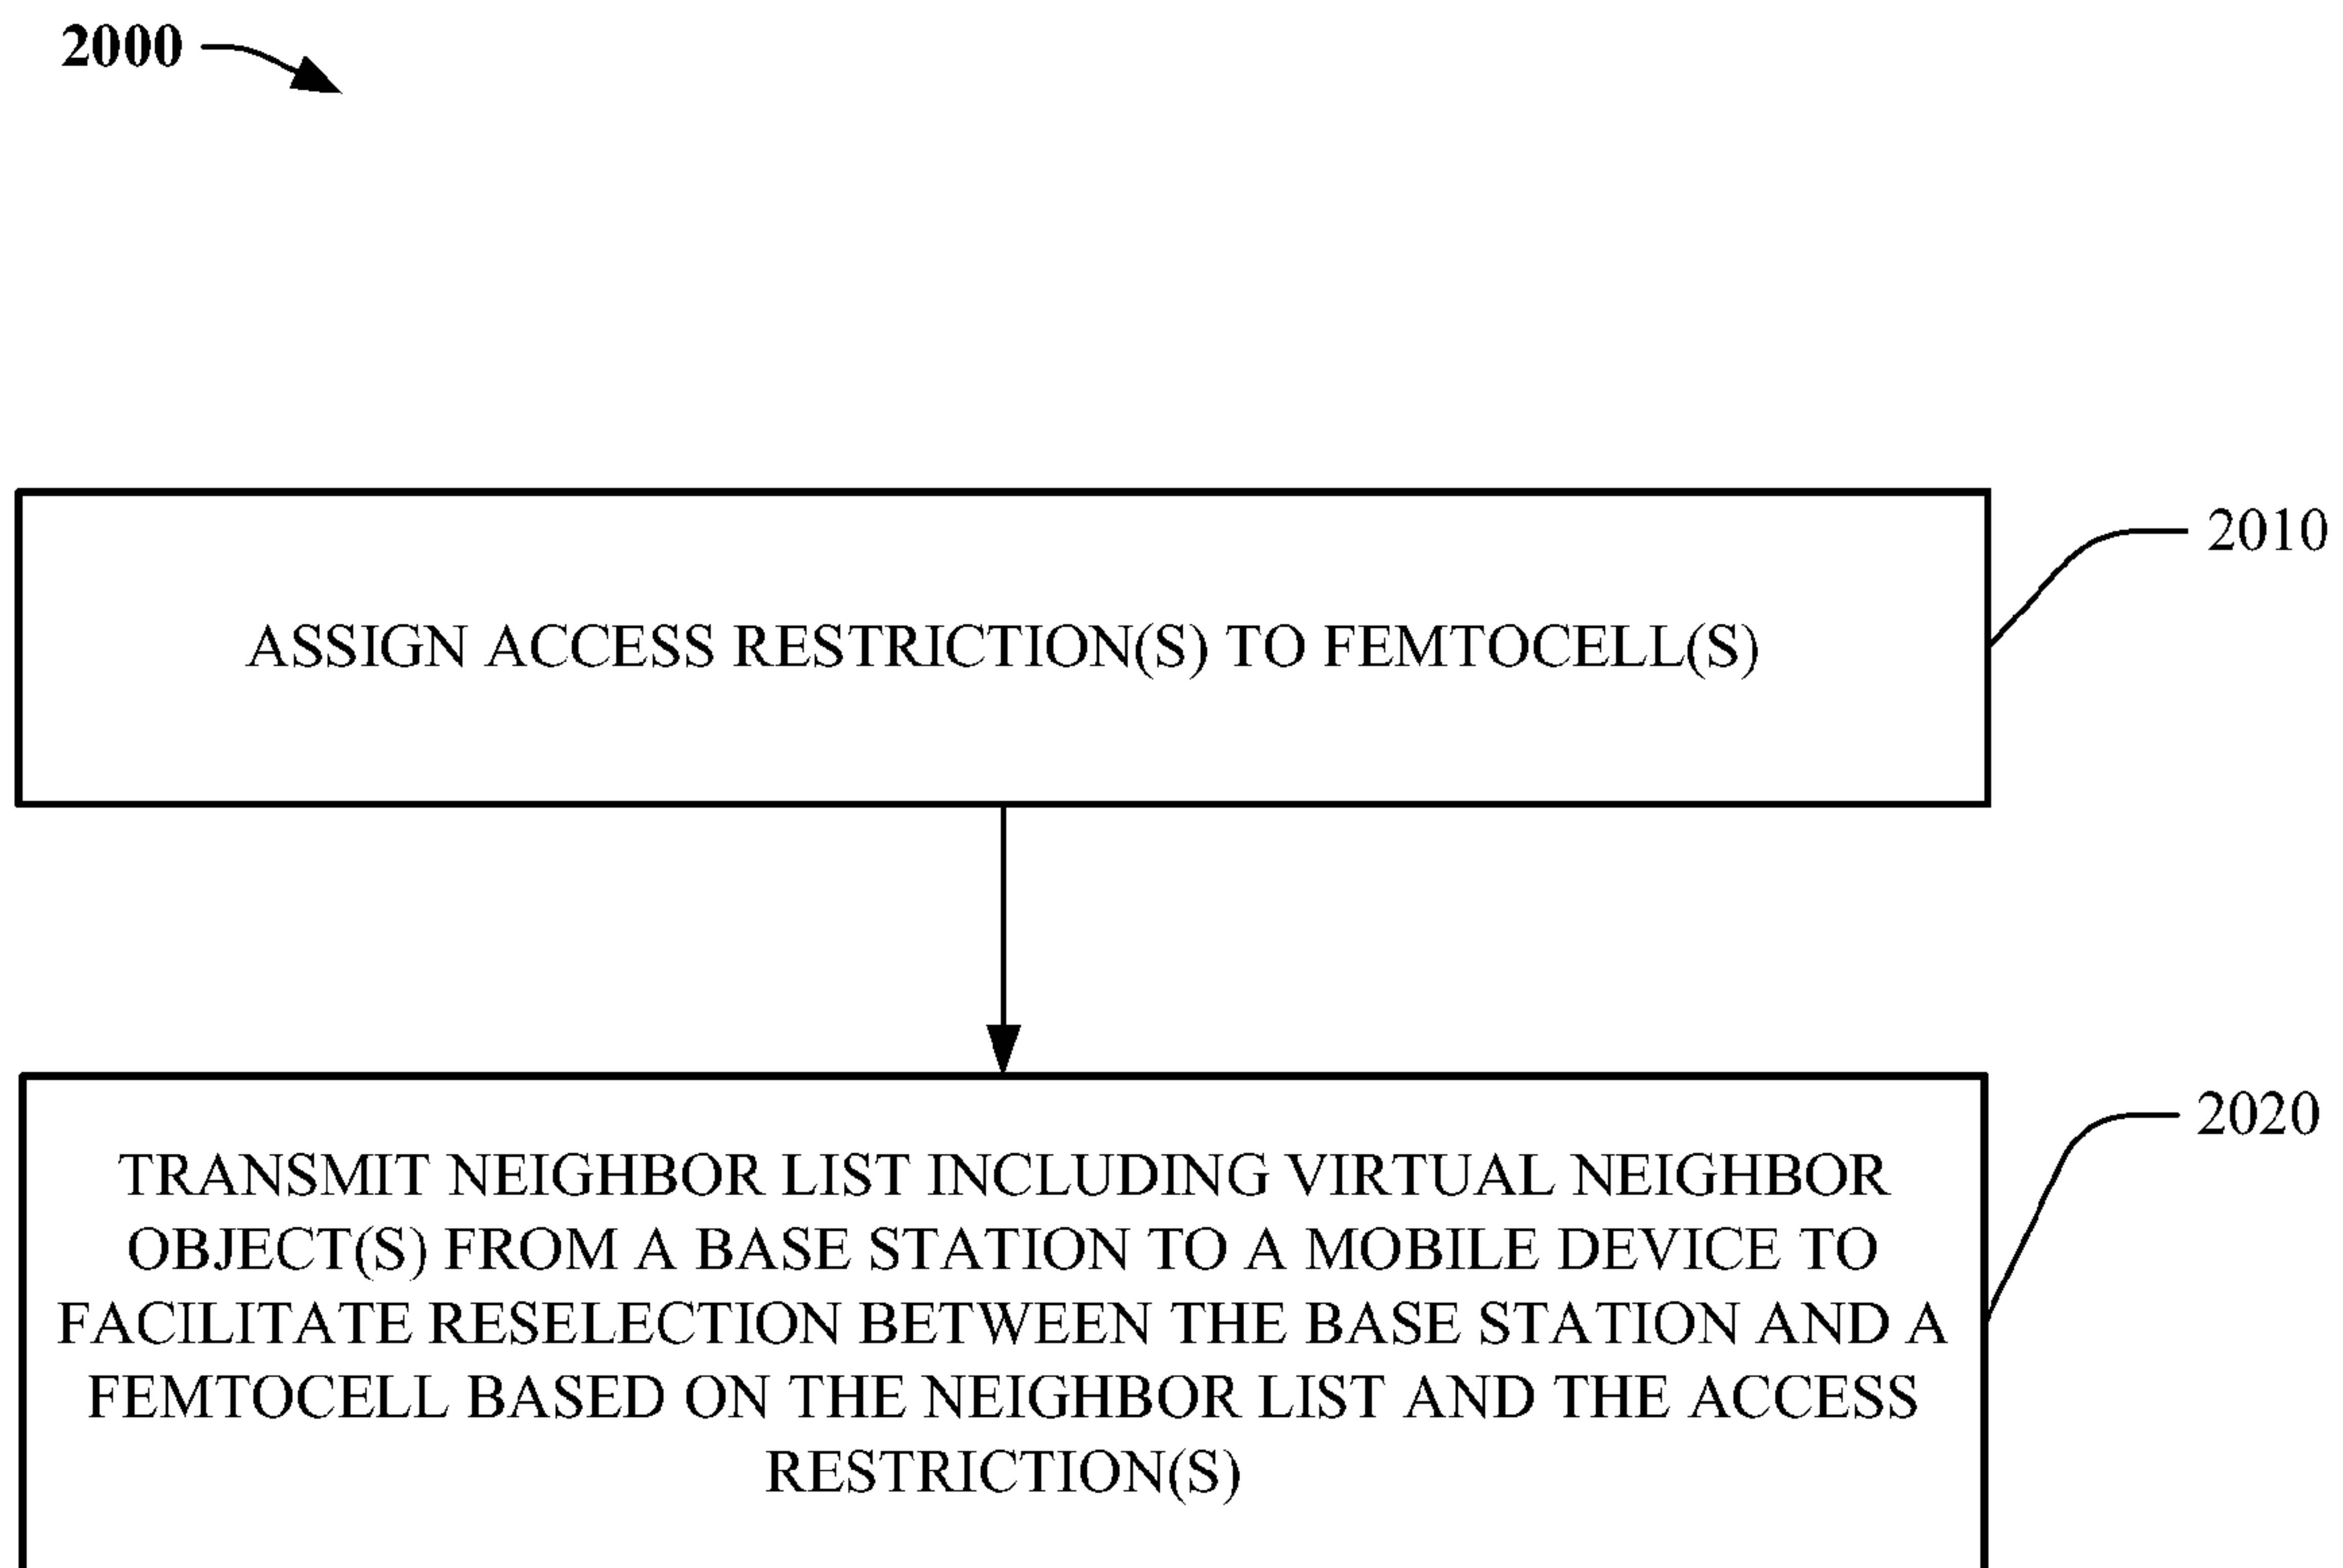 2000
2010
ASSIGN ACCESS RESTRICTION(S) TO FEMTOCELL(S)
2020
TRANSMIT NEIGHBOR LIST INCLUDING VIRTUAL NEIGHBOR
OBJECT(S) FROM A BASE STATION TO A MOBILE DEVICE TO
FACILITATE RESELECTION BETWEEN THE BASE STATION AND A
FEMTOCELL BASED ON THE NEIGHBOR LIST AND THE ACCESS
RESTRICTION(S)